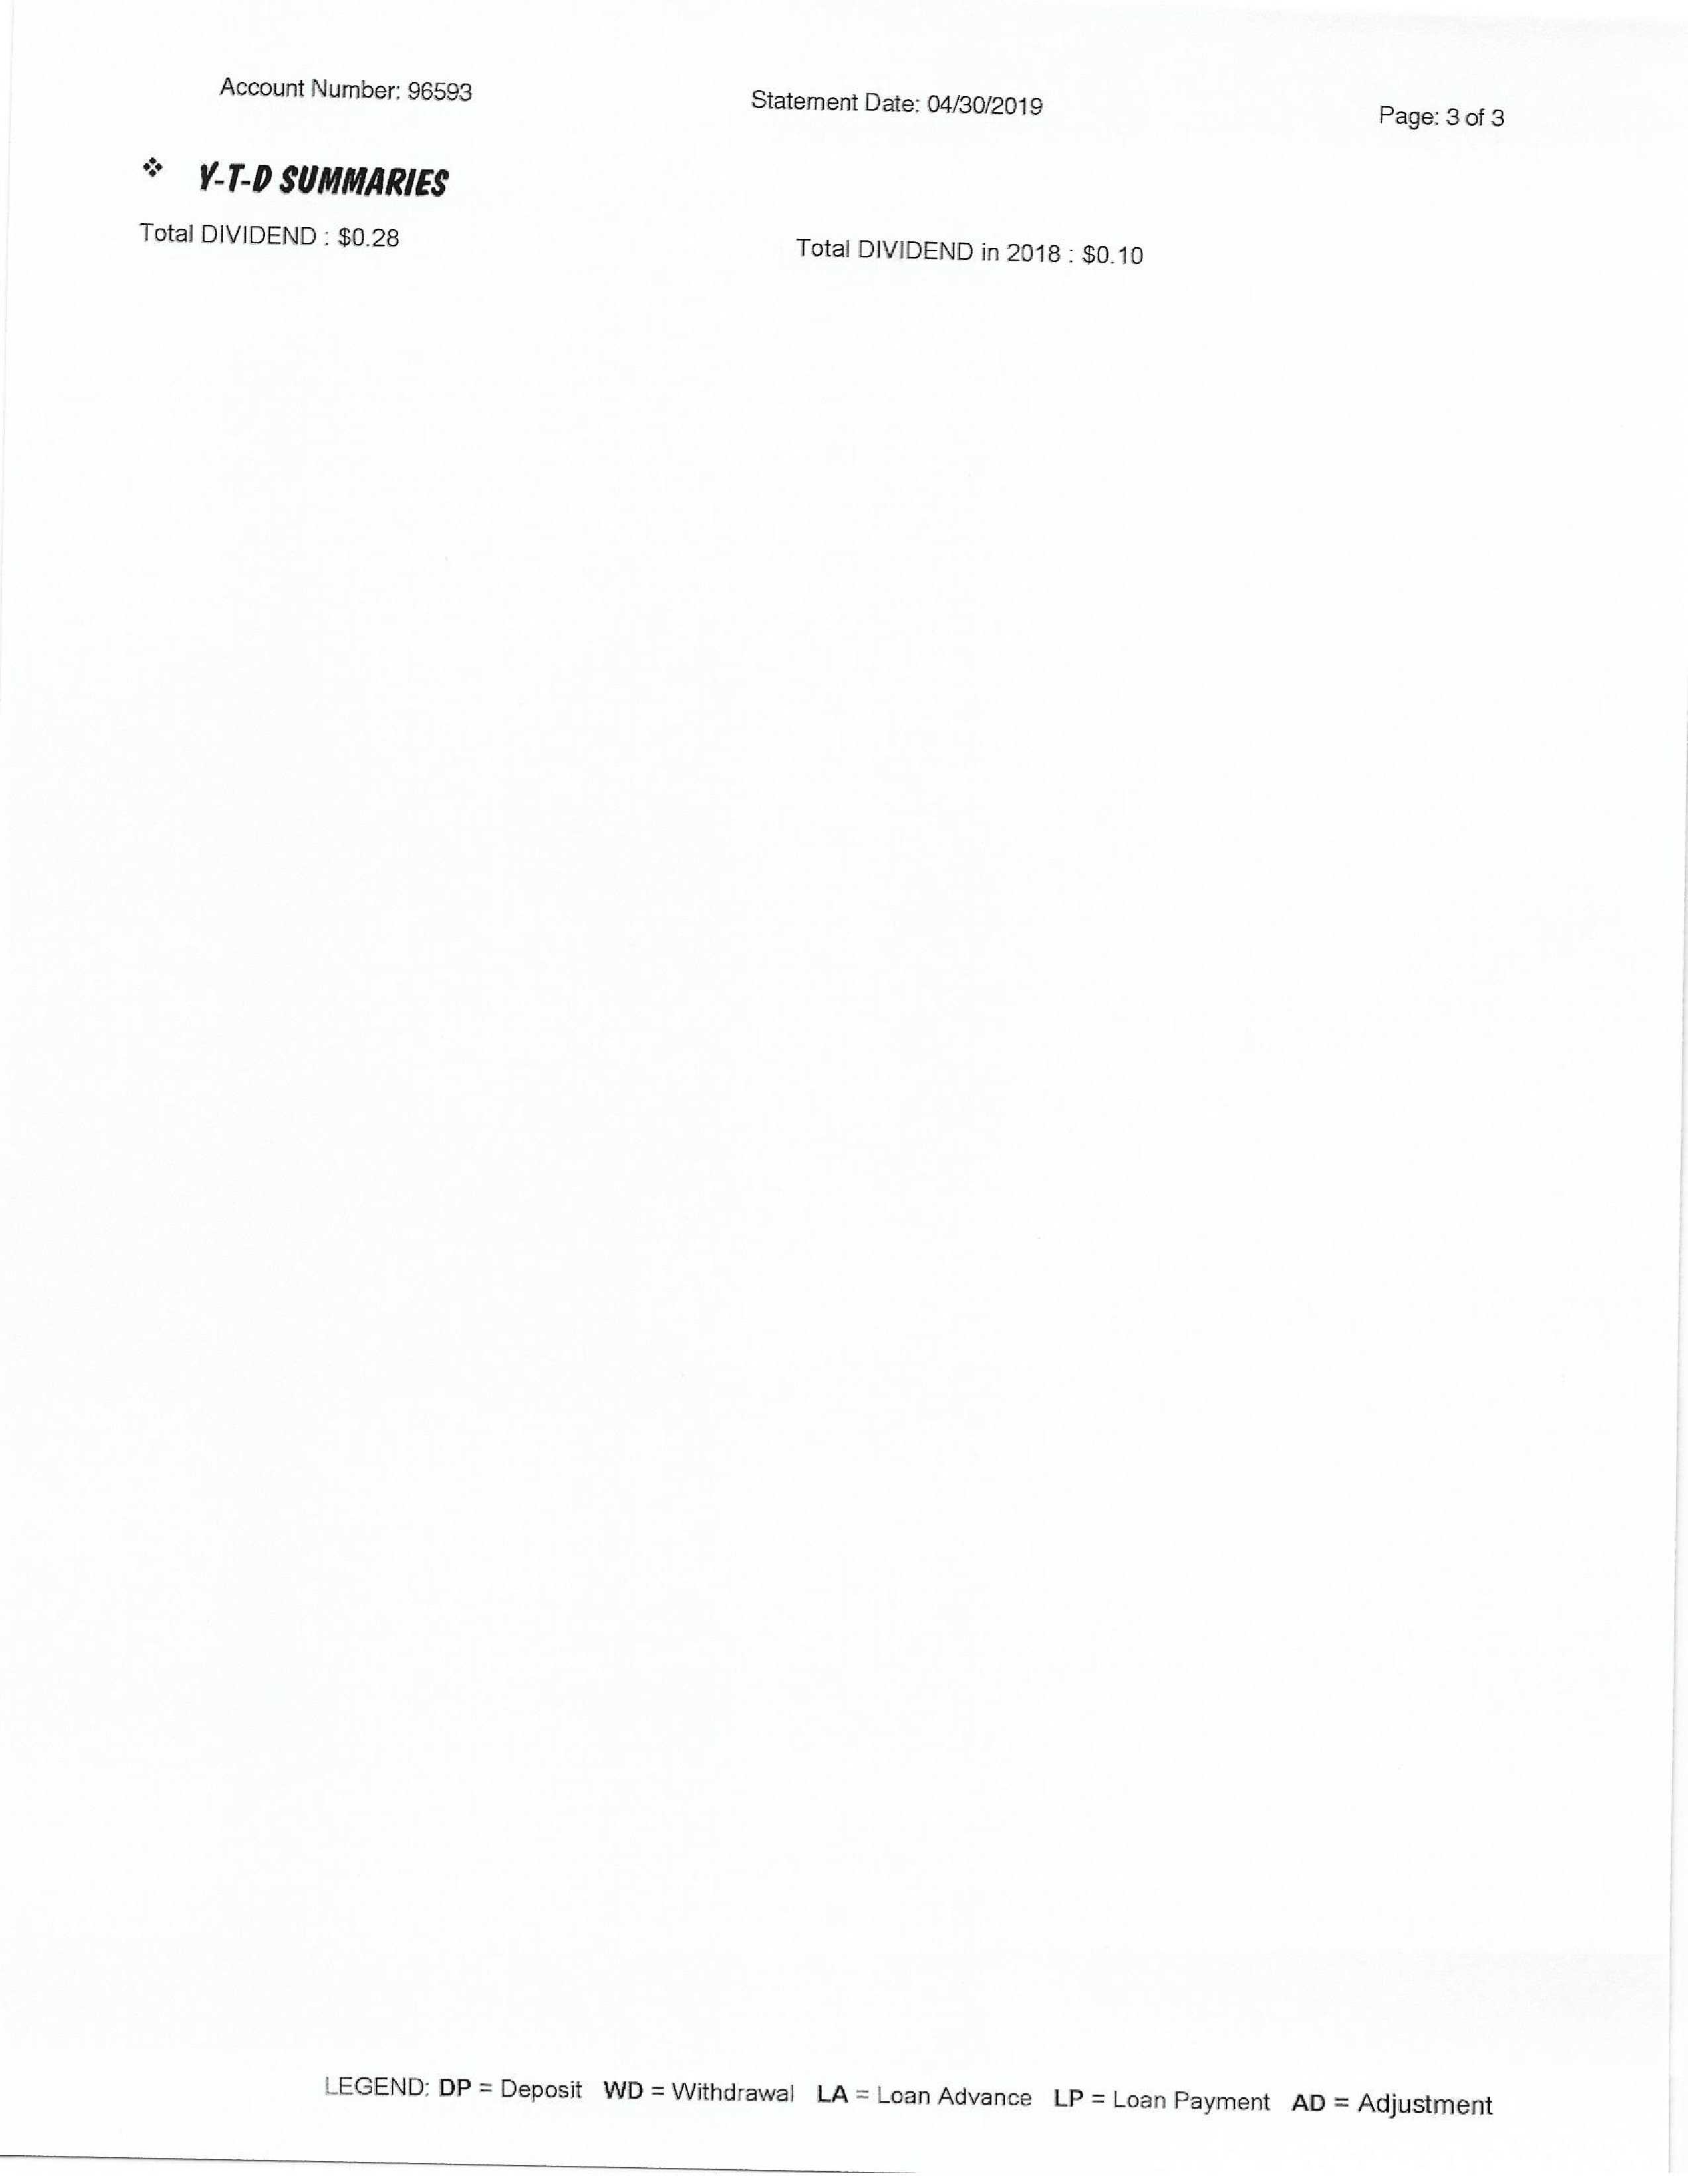 Account Number: 96593 Statement Date: 04/30/2019 Page: 3 of 3
❖ Y-T-D SUMMARIES
Total DIVIDEND : $0.28 Total DIVIDEND in 2018 : $0.10
LEGEND: DP = Deposit WD = Withdrawal LA = Loan Advance LP = Loan Payment AD = Adjustment